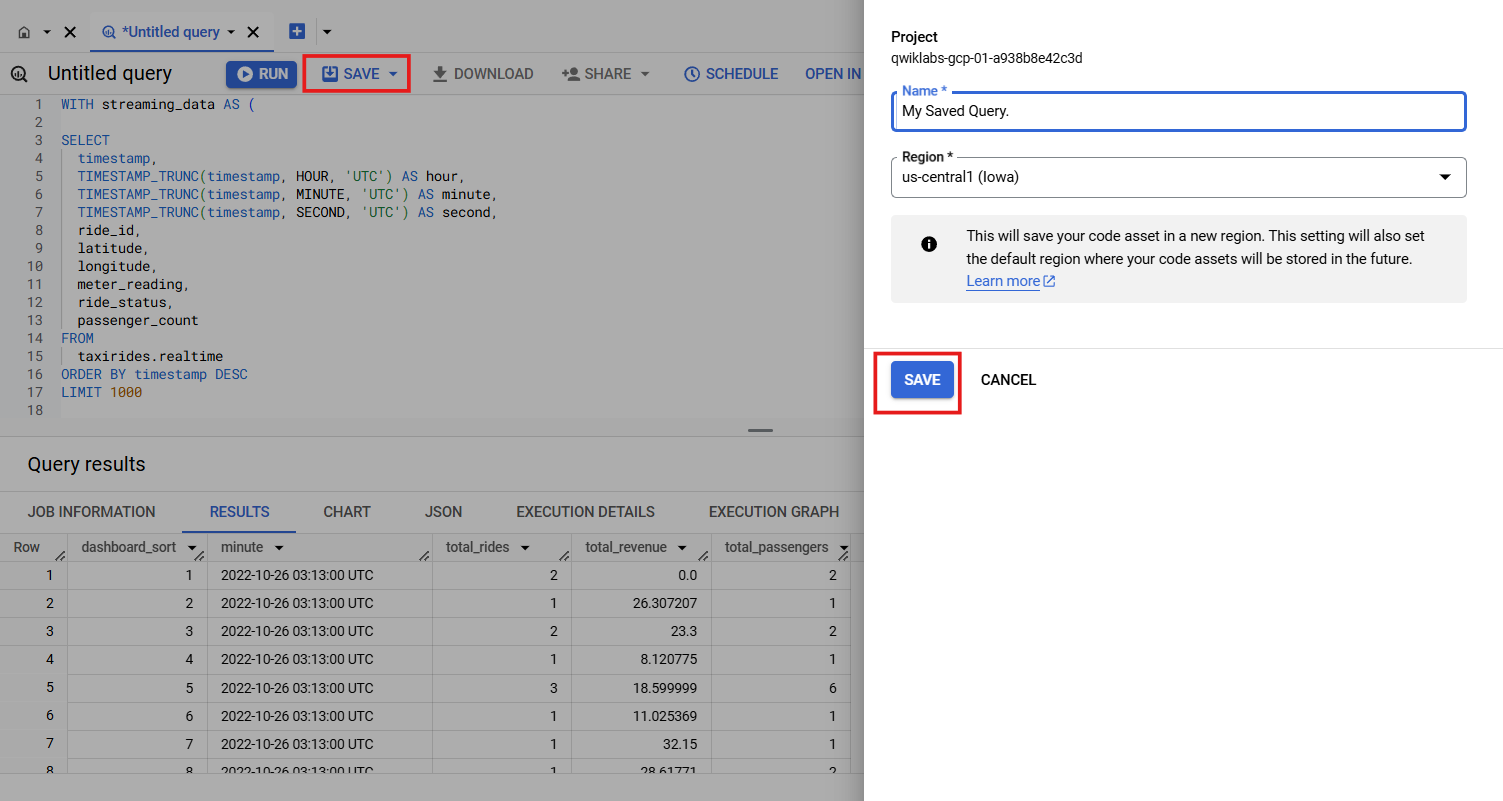 *Untitled query
Untitled query
RUN
SAVE
DOWNLOAD
SHARE
SCHEDULE
OPEN IN
1 WITH streaming_data AS (
2
3 SELECT
4 timestamp,
5 TIMESTAMP_TRUNC(timestamp, HOUR, 'UTC') AS hour,
6 TIMESTAMP_TRUNC(timestamp, MINUTE, 'UTC') AS minute,
7 TIMESTAMP_TRUNC(timestamp, SECOND, 'UTC') AS second,
8 ride_id,
9 latitude,
10 longitude,
11 meter_reading,
12 ride_status,
13 passenger_count
14 FROM
15 taxirides.realtime
16 ORDER BY timestamp DESC
17 LIMIT 1000
18
Query results
JOB INFORMATION RESULTS CHART JSON EXECUTION DETAILS EXECUTION GRAPH
Row dashboard_sort minute total_rides total_revenue total_passengers
1 1 2022-10-26 03:13:00 UTC 2 0.0 2
2 2 2022-10-26 03:13:00 UTC 1 26.307207 1
3 3 2022-10-26 03:13:00 UTC 2 23.3 2
4 4 2022-10-26 03:13:00 UTC 1 8.120775 1
5 5 2022-10-26 03:13:00 UTC 3 18.599999 6
6 6 2022-10-26 03:13:00 UTC 1 11.025369 1
7 7 2022-10-26 03:13:00 UTC 1 32.15 1
8 8 2022-10-26 03:13:00 UTC 1 28.61771 2
Project
qwiklabs-gcp-01-a938b8e42c3d
Name *
My Saved Query.
Region *
us-central1 (Iowa)
This will save your code asset in a new region. This setting will also set
the default region where your code assets will be stored in the future.
Learn more
SAVE
CANCEL